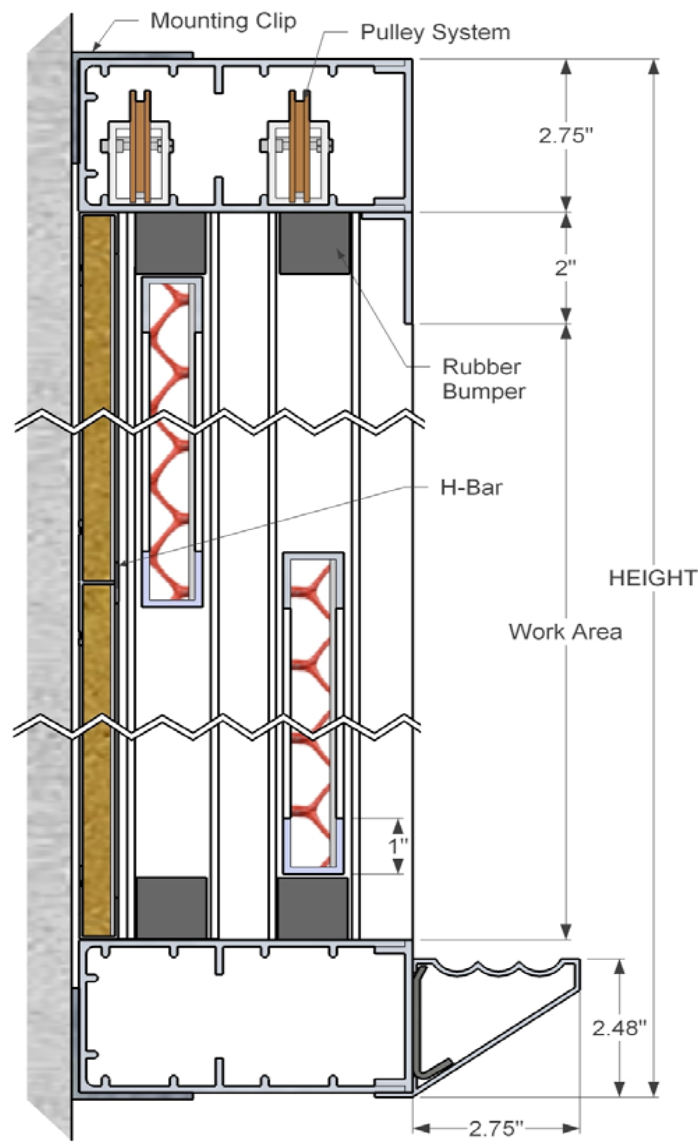 Mounting Clip
Pulley System
2.75"
2"
Rubber
Bumper
H-Bar
HEIGHT
Work Area
1"
2.48"
2.75"